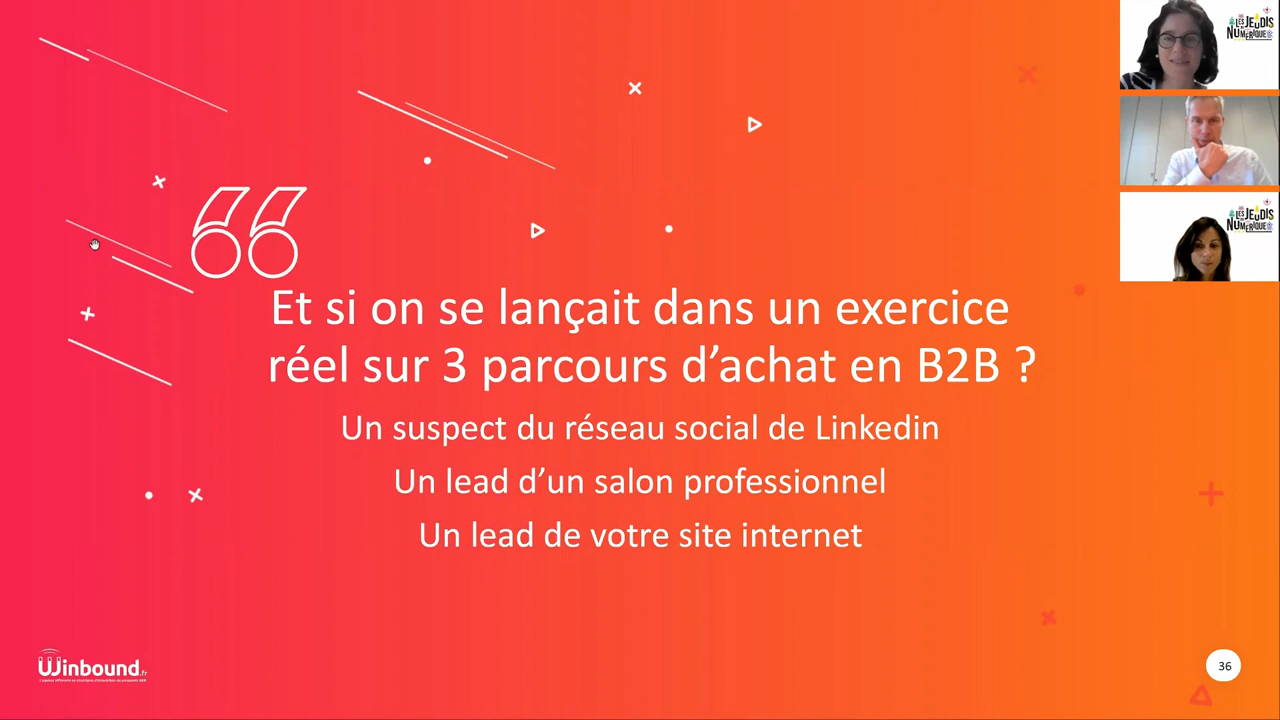 LES JEUDIS
NUMÉRIQUE
LES JEUDIS
NUMÉRIQUE
Et si on se lançait dans un exercice
réel sur 3 parcours d’achat en B2B ?
Un suspect du réseau social de Linkedin
Un lead d’un salon professionnel
Un lead de votre site internet
Winbound.fr
36